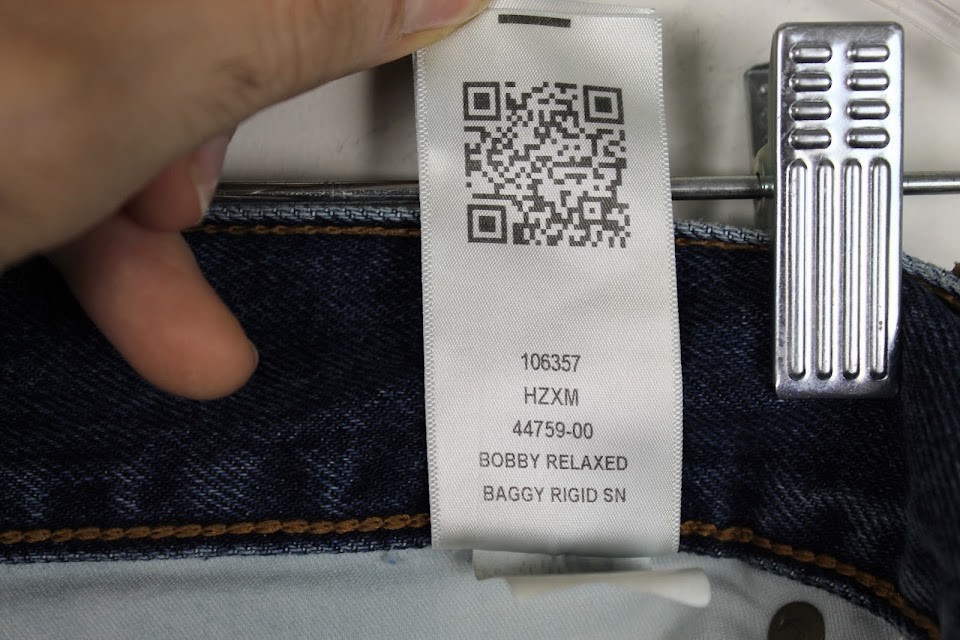 106357
HZXM
44759-00
BOBBY RELAXED
BAGGY RIGID SN